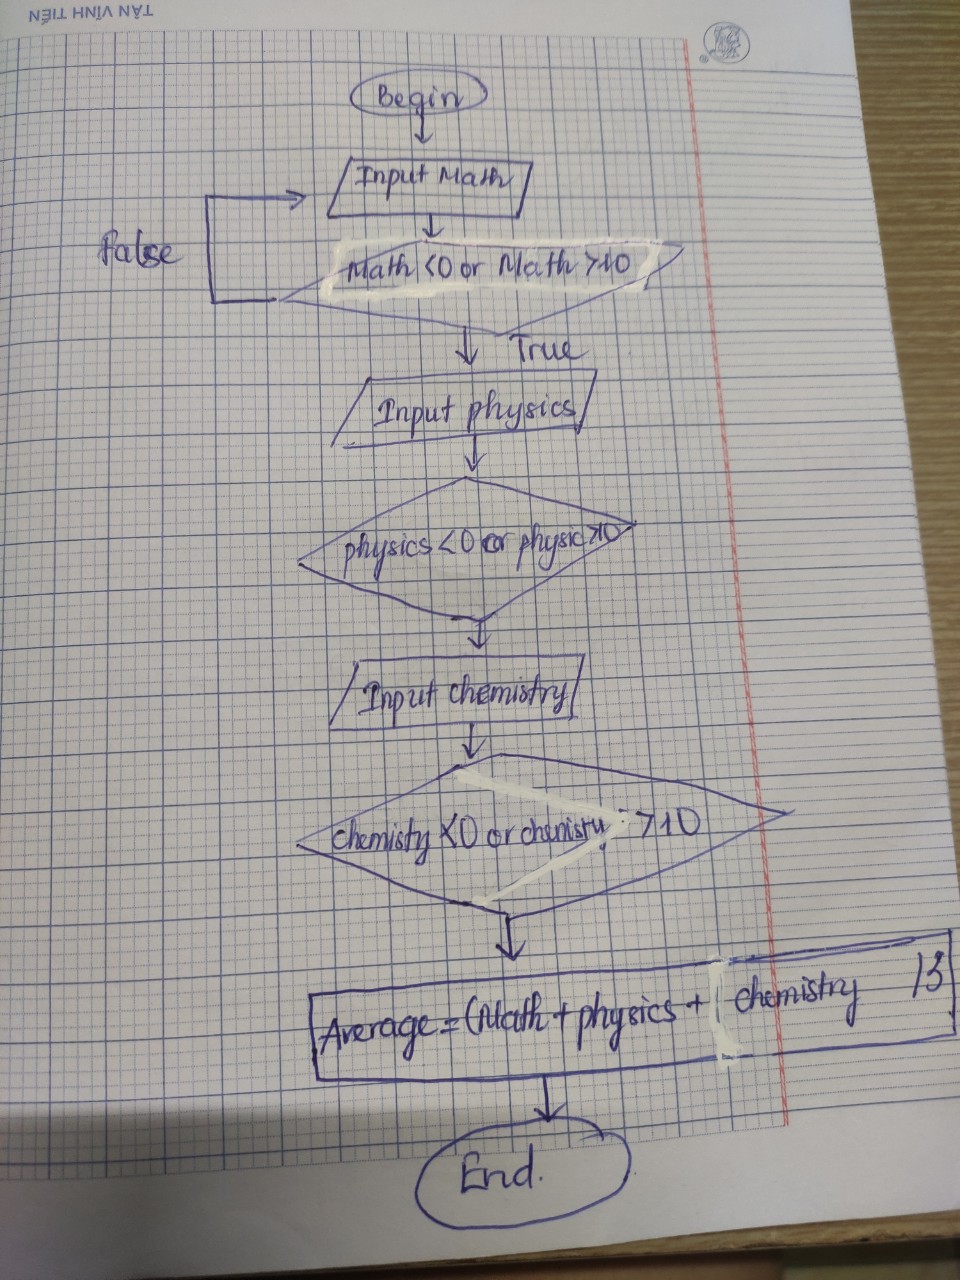 TÂN VĨNH TIẾN
Begin
Input Math
False
Math <0 or Math >10
True
Input physics
physics <0 or physic >10
Input chemistry
chemisty <0 or chemistry >10
Average = (Math + physics + chemistry /3
End.